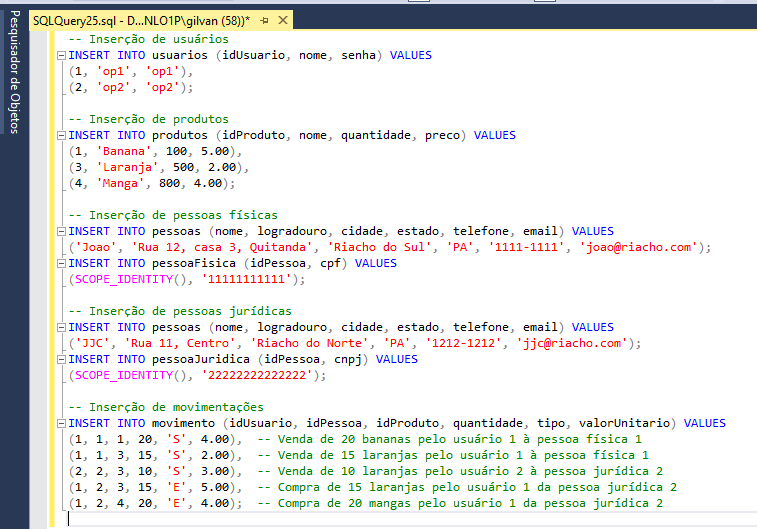 SQLQuery25.sql - D...NLO1P\gilvan (58))*
Pesquisador de Objetos
-- Inserção de usuários
INSERT INTO usuarios (idUsuario, nome, senha) VALUES
(1, 'op1', 'op1'),
(2, 'op2', 'op2');
-- Inserção de produtos
INSERT INTO produtos (idProduto, nome, quantidade, preco) VALUES
(1, 'Banana', 100, 5.00),
(3, 'Laranja', 500, 2.00),
(4, 'Manga', 800, 4.00);
-- Inserção de pessoas físicas
INSERT INTO pessoas (nome, logradouro, cidade, estado, telefone, email) VALUES
('Joao', 'Rua 12, casa 3, Quitanda', 'Riacho do Sul', 'PA', '1111-1111', 'joao@riacho.com');
INSERT INTO pessoaFisica (idPessoa, cpf) VALUES
(SCOPE_IDENTITY(), '11111111111');
-- Inserção de pessoas jurídicas
INSERT INTO pessoas (nome, logradouro, cidade, estado, telefone, email) VALUES
('JJC', 'Rua 11, Centro', 'Riacho do Norte', 'PA', '1212-1212', 'jjc@riacho.com');
INSERT INTO pessoaJuridica (idPessoa, cnpj) VALUES
(SCOPE_IDENTITY(), '22222222222222');
-- Inserção de movimentações
INSERT INTO movimento (idUsuario, idPessoa, idProduto, quantidade, tipo, valorUnitario) VALUES
(1, 1, 1, 20, 'S', 4.00),  -- Venda de 20 bananas pelo usuário 1 à pessoa física 1
(1, 1, 3, 15, 'S', 2.00),  -- Venda de 15 laranjas pelo usuário 1 à pessoa física 1
(2, 2, 3, 10, 'S', 3.00),  -- Venda de 10 laranjas pelo usuário 2 à pessoa jurídica 2
(1, 2, 3, 15, 'E', 5.00),  -- Compra de 15 laranjas pelo usuário 1 da pessoa jurídica 2
(1, 2, 4, 20, 'E', 4.00);  -- Compra de 20 mangas pelo usuário 1 da pessoa jurídica 2